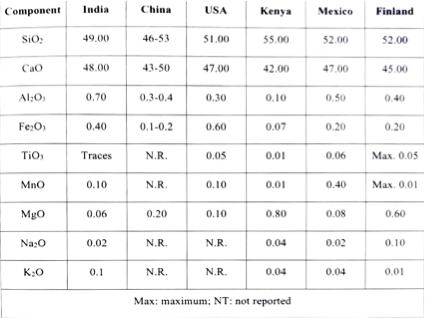 Component India China USA Kenya Mexico Finland
SiO₂ 49.00 46-53 51.00 55.00 52.00 52.00
CaO 48.00 43-50 47.00 42.00 47.00 45.00
Al₂O₃ 0.70 0.3-0.4 0.30 0.10 0.50 0.40
Fe₂O₃ 0.40 0.1-0.2 0.60 0.07 0.20 0.20
TiO₃ Traces N.R. 0.05 0.01 0.06 Max. 0.05
MnO 0.10 N.R. 0.10 0.01 0.40 Max. 0.01
MgO 0.06 0.20 0.10 0.80 0.08 0.60
Na₂O 0.02 N.R. N.R. 0.04 0.02 0.10
K₂O 0.1 N.R. N.R. 0.04 0.04 0.01
Max: maximum; NT: not reported